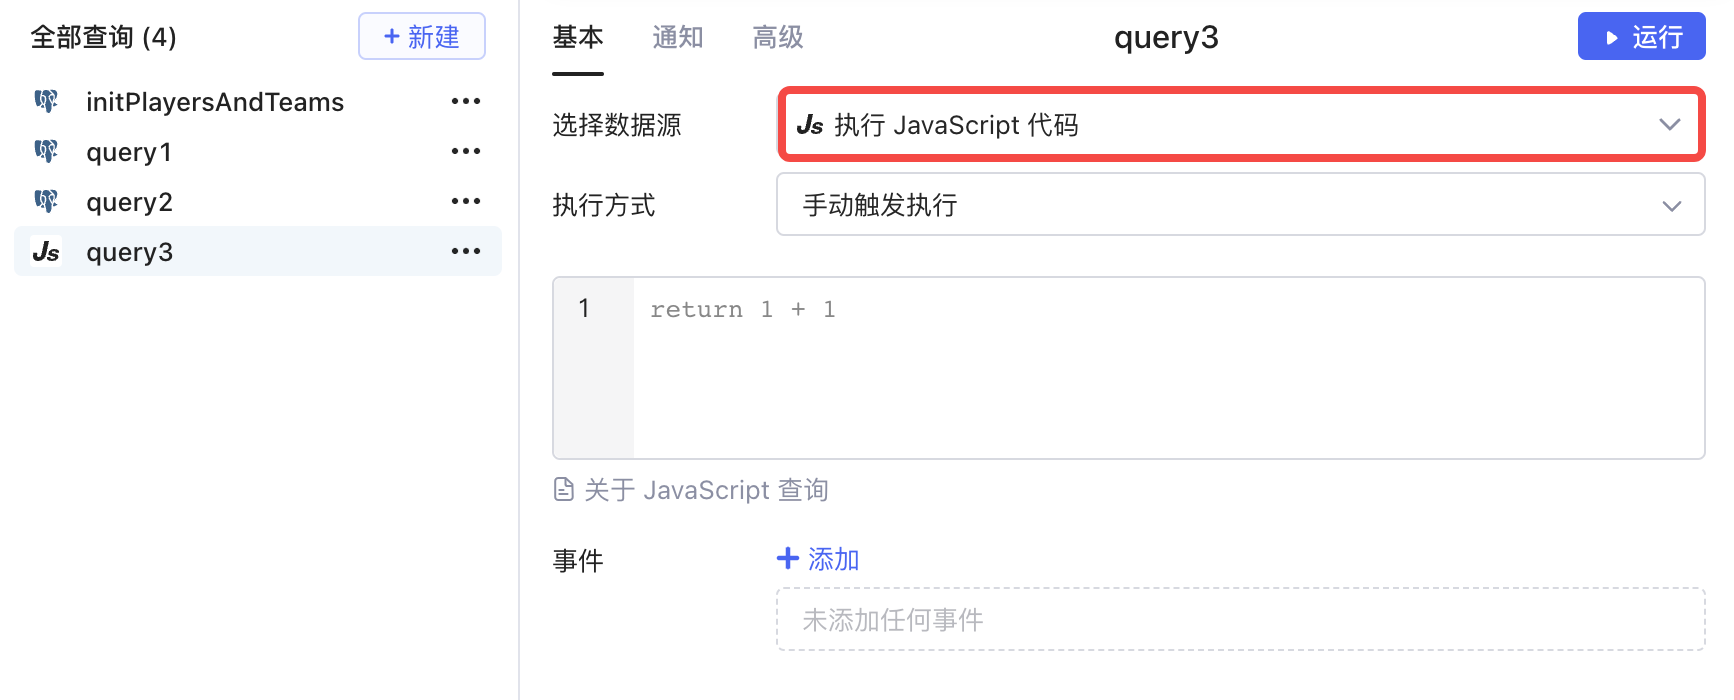 全部查询 (4)
+ 新建
initPlayersAndTeams
query1
query2
Js query3
基本 通知 高级
query3
运行
选择数据源
Js 执行 JavaScript 代码
执行方式
手动触发执行
1 return 1 + 1
关于 JavaScript 查询
事件
+ 添加
未添加任何事件